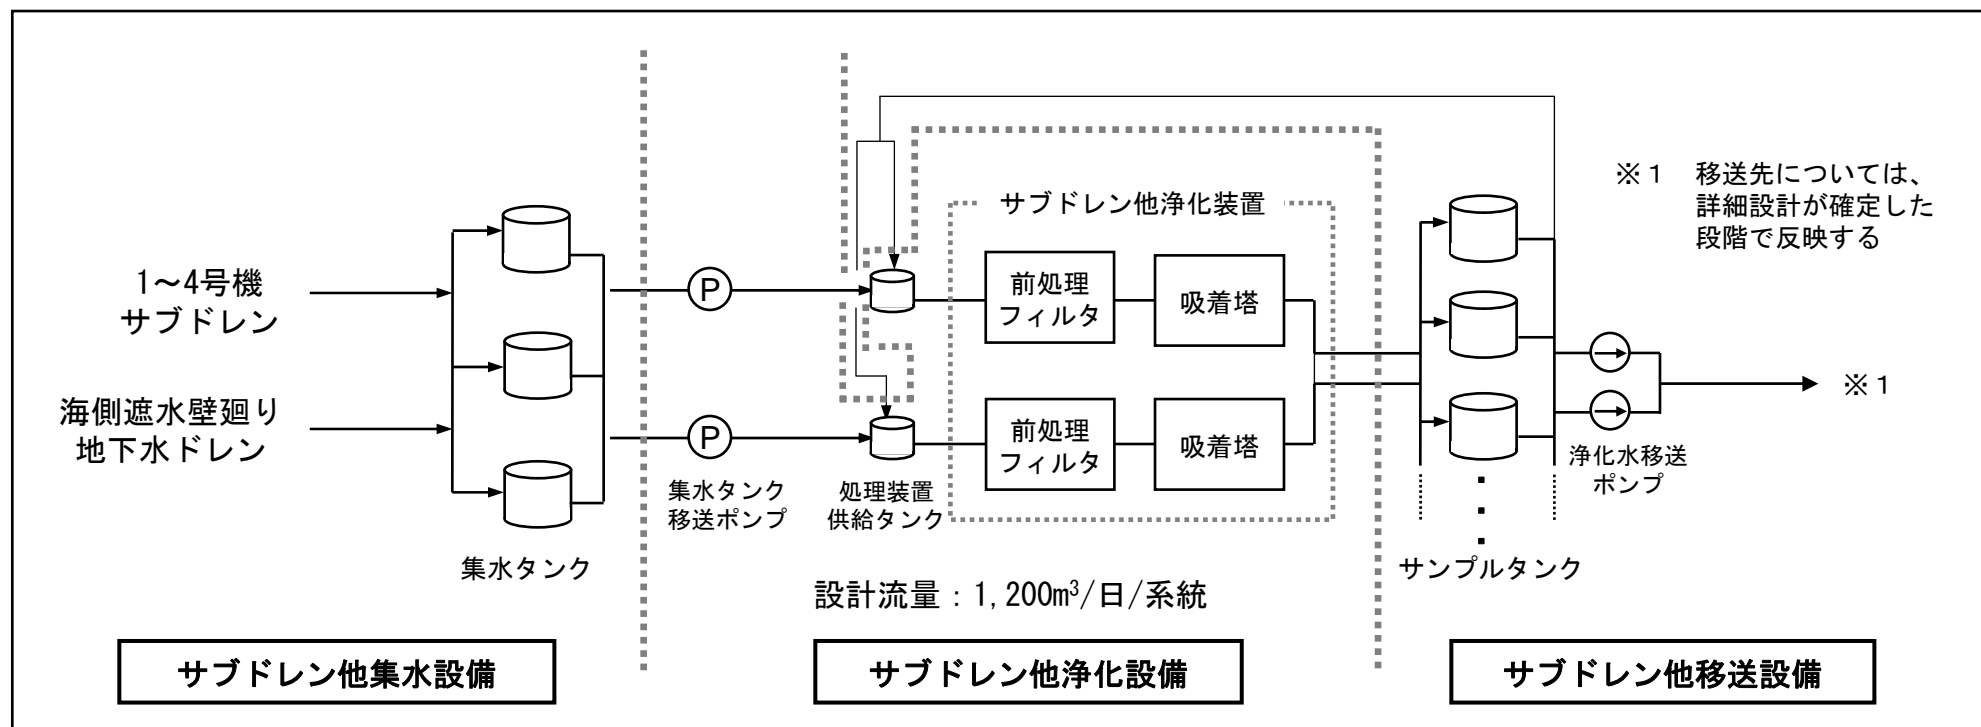 ※１ 移送先については、
詳細設計が確定した
段階で反映する
サブドレン他浄化装置
1～4号機
サブドレン
P
前処理
フィルタ
吸着塔
※１
海側遮水壁廻り
地下水ドレン
P
前処理
フィルタ
吸着塔
浄化水移送
ポンプ
集水タンク
移送ポンプ
処理装置
供給タンク
集水タンク
サンプルタンク
設計流量：1,200m³/日/系統
サブドレン他集水設備
サブドレン他浄化設備
サブドレン他移送設備